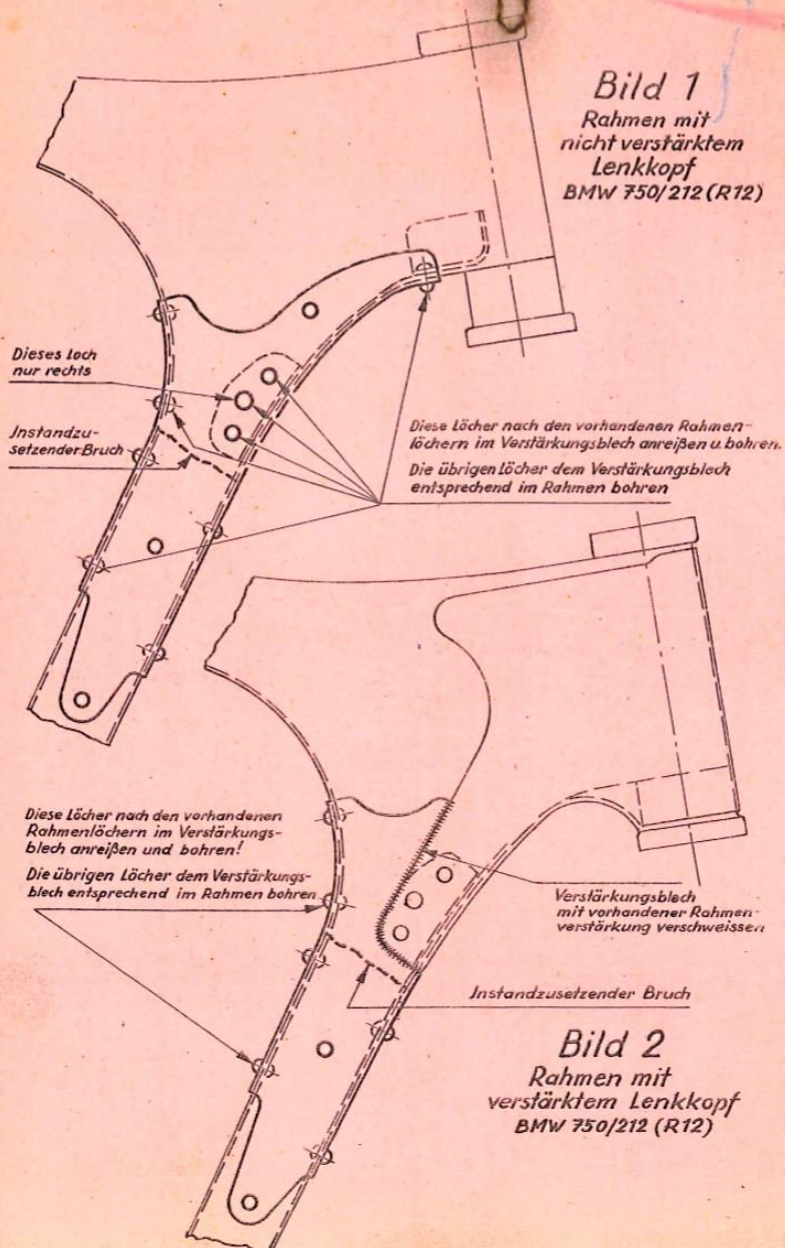 Bild 1
Rahmen mit
nicht verstärktem
Lenkkopf
BMW 750/212 (R12)
Dieses Loch
nur rechts
Instandzu-
setzender Bruch
Diese Löcher nach den vorhandenen Rahmen-
löchern im Verstärkungsblech anreißen u. bohren.
Die übrigen Löcher dem Verstärkungsblech
entsprechend im Rahmen bohren
Diese Löcher nach den vorhandenen
Rahmenlöchern im Verstärkungs-
blech anreißen und bohren!
Die übrigen Löcher dem Verstärkungs-
blech entsprechend im Rahmen bohren
Verstärkungsblech
mit vorhandener Rahmen-
verstärkung verschweissen
Instandzusetzender Bruch
Bild 2
Rahmen mit
verstärktem Lenkkopf
BMW 750/212 (R12)